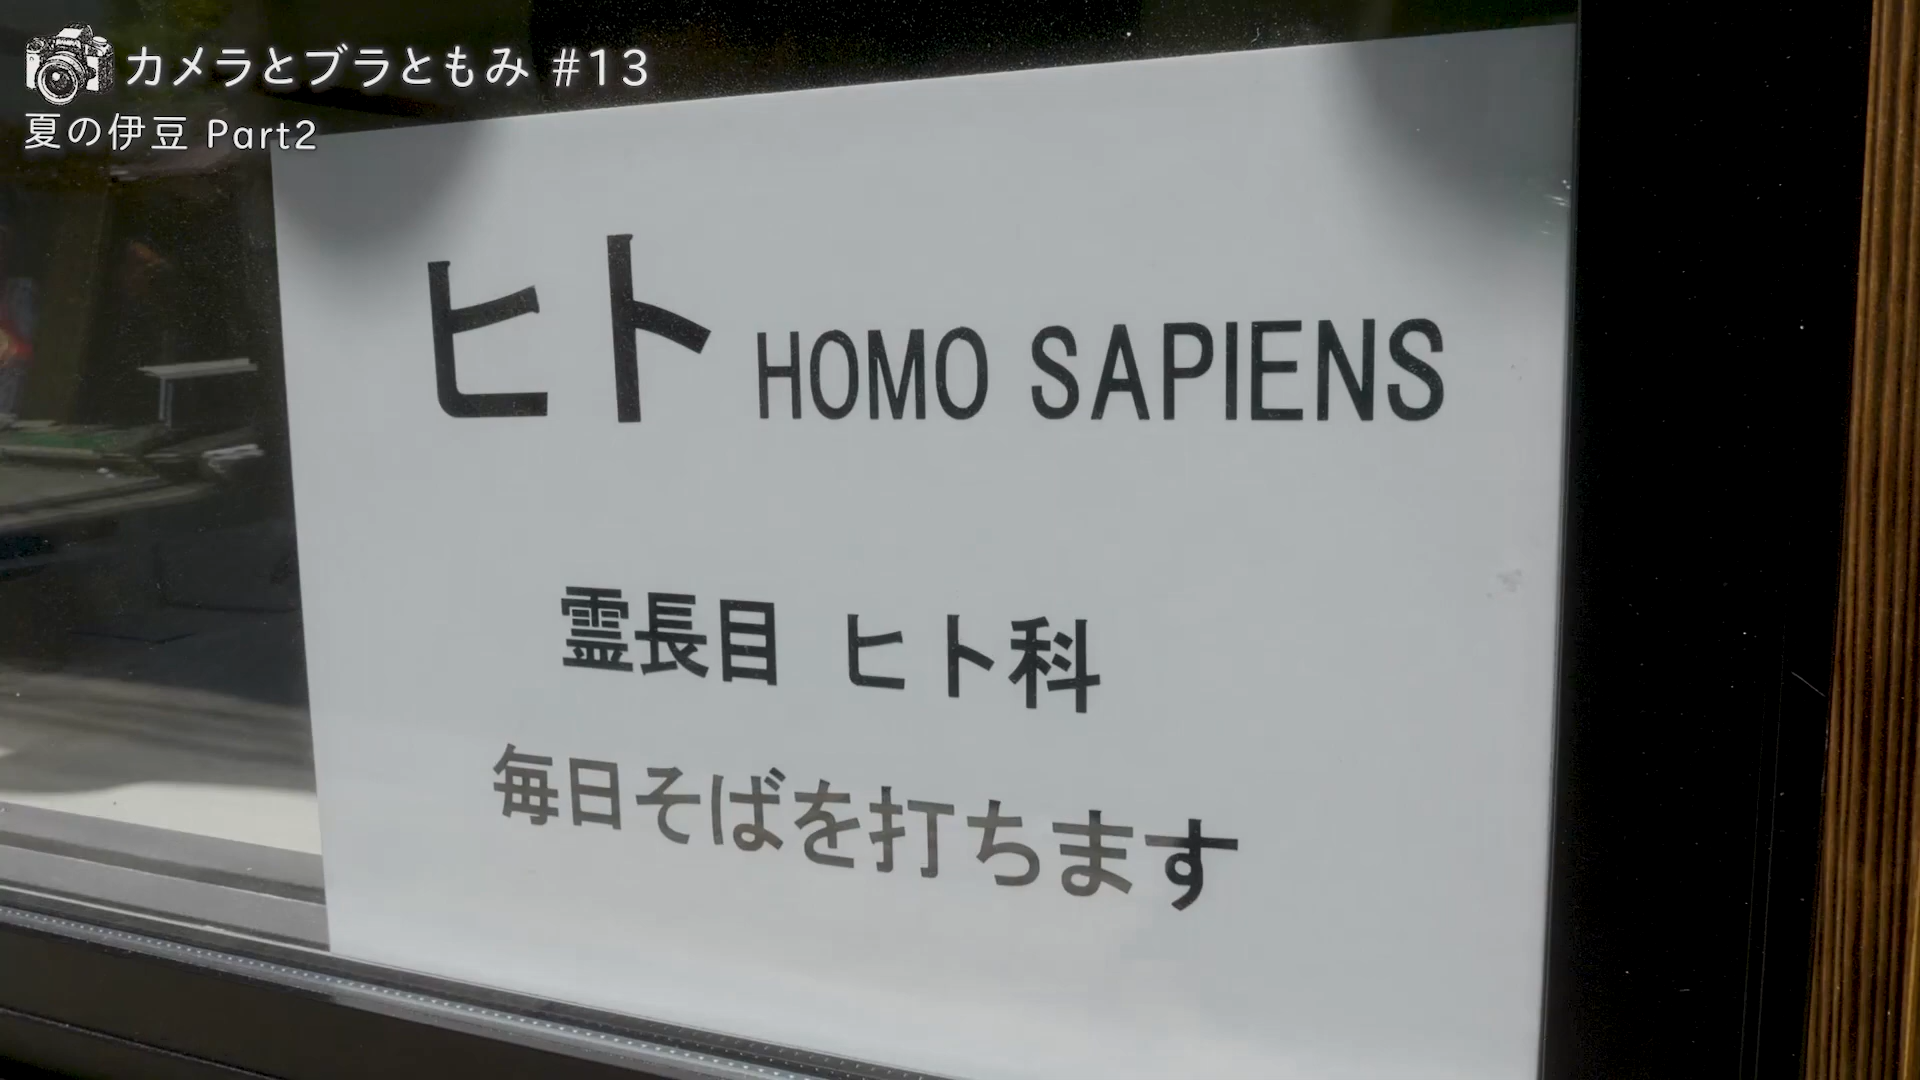 カメラとブラともみ #13
夏の伊豆 Part2
ヒト HOMO SAPIENS
霊長目 ヒト科
毎日そばを打ちます